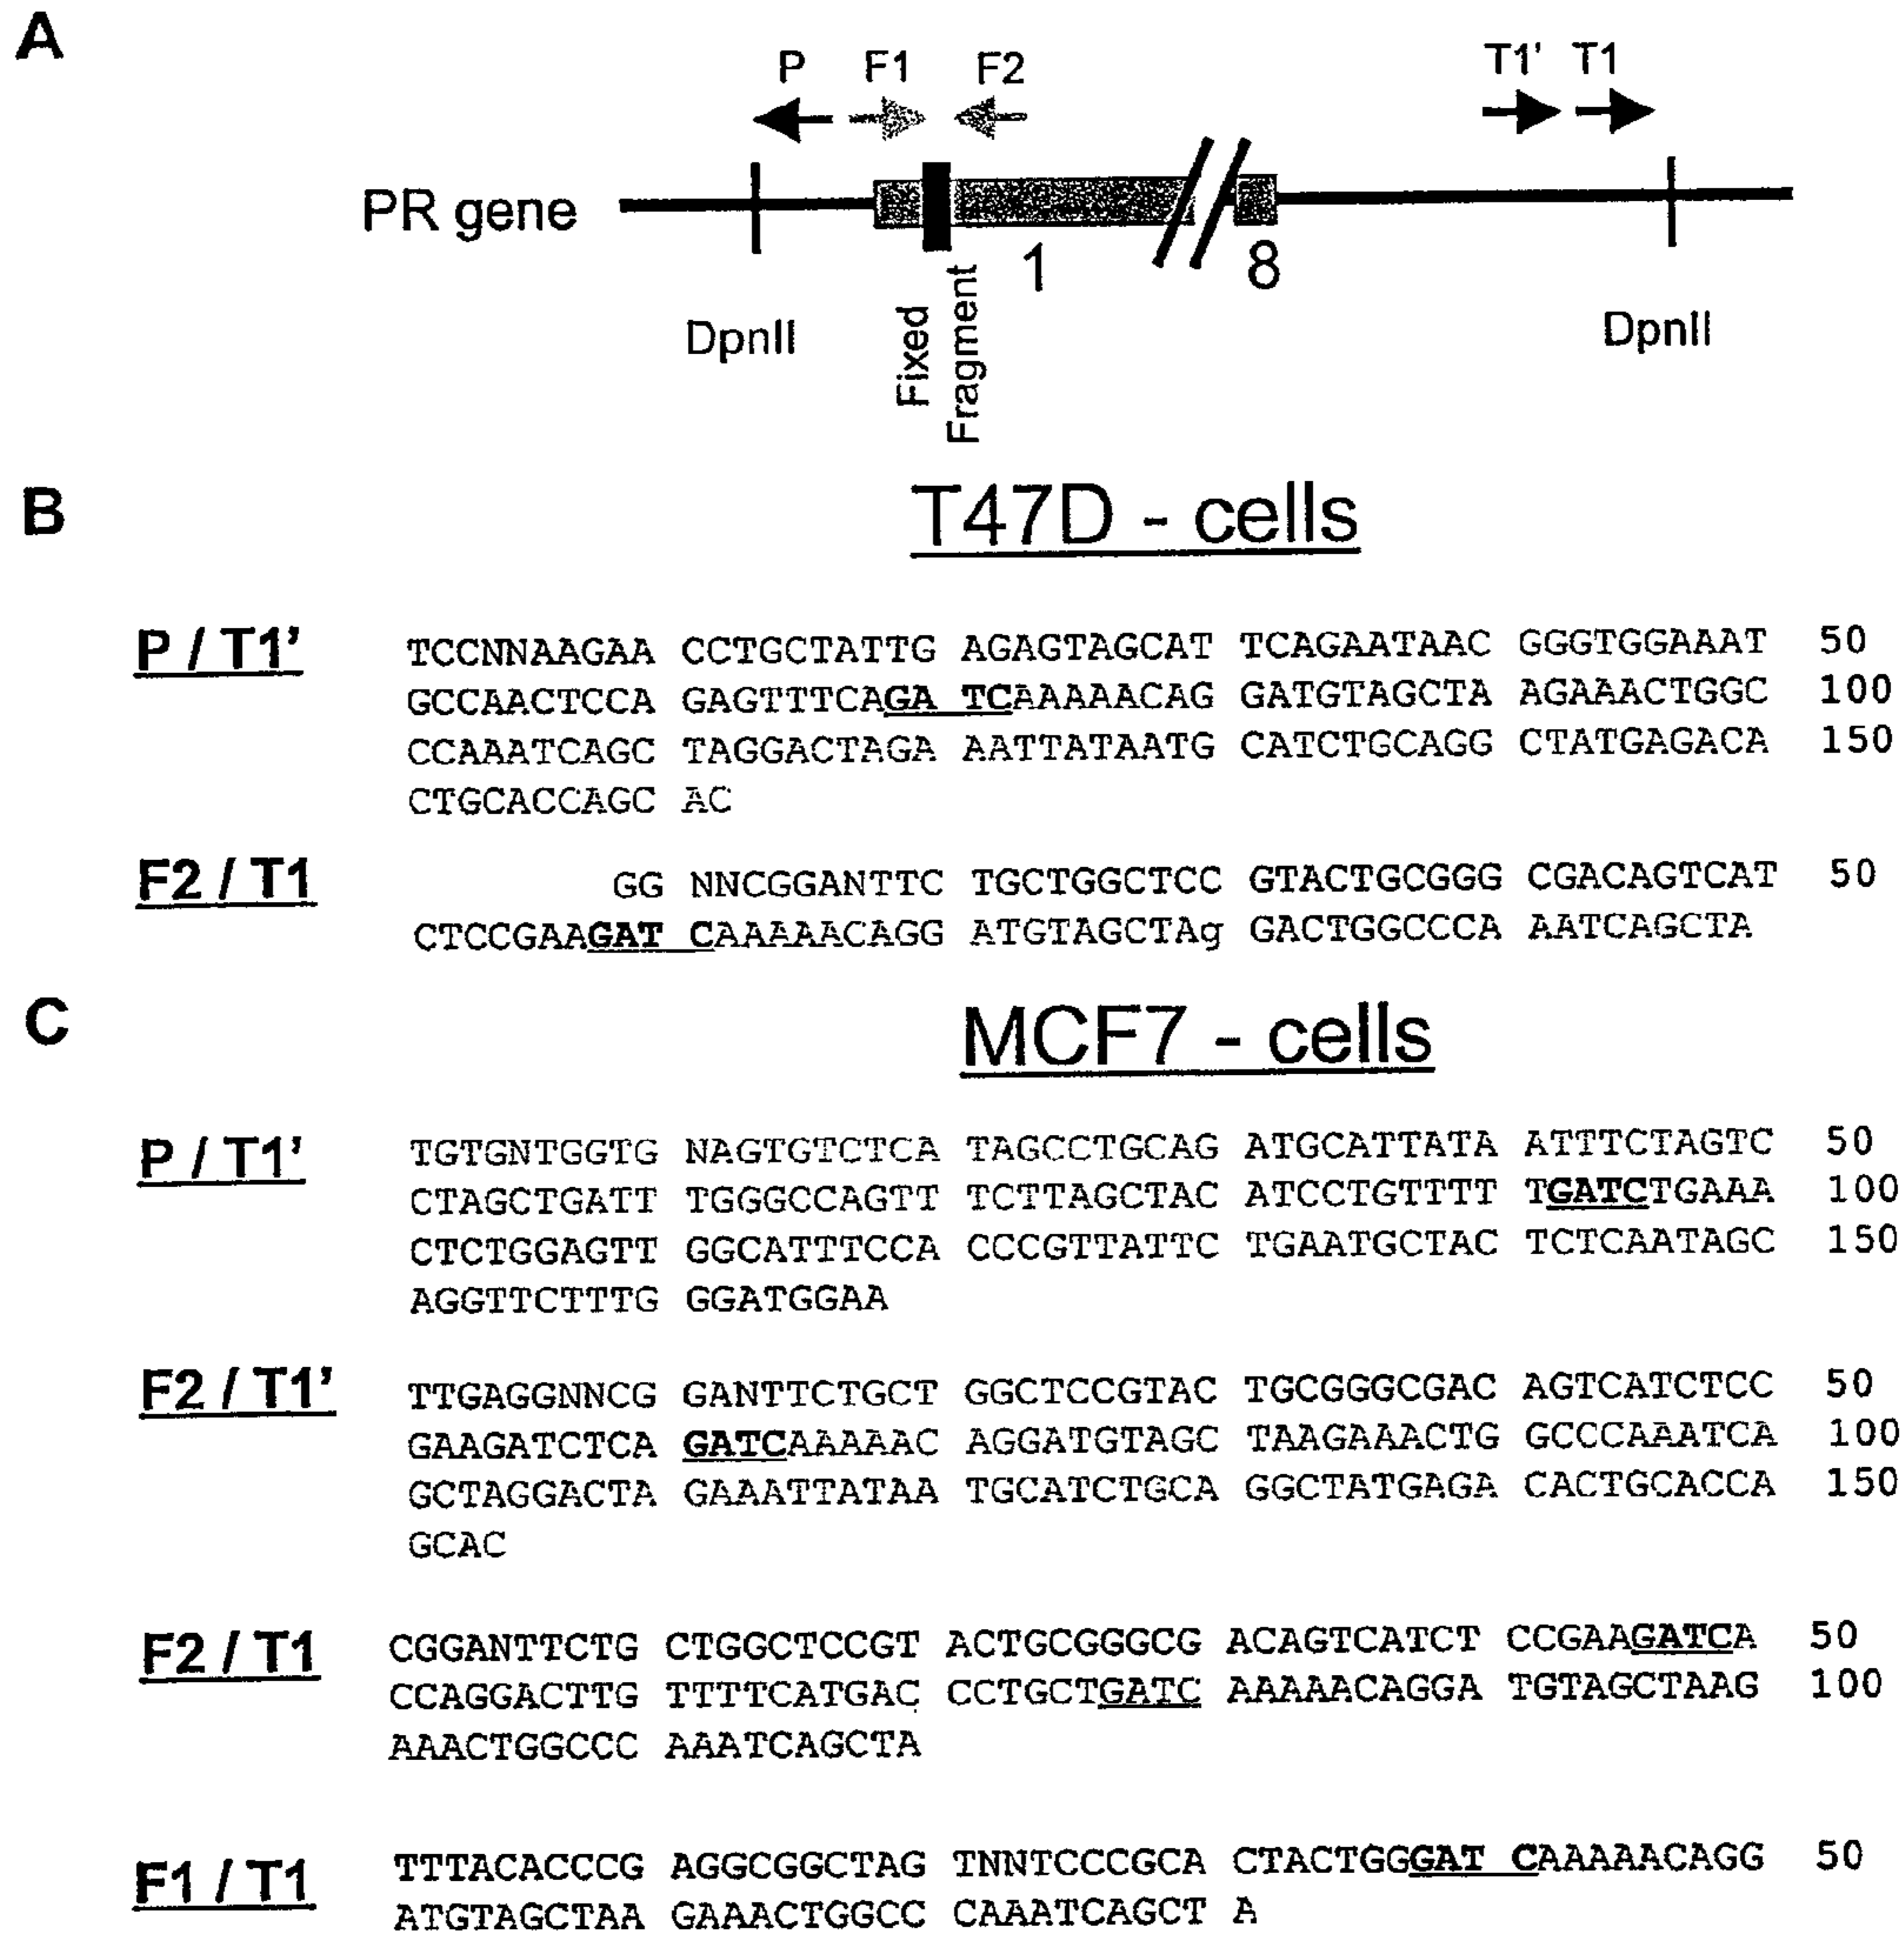 A
P F1 F2 T1' T1
PR gene
1 8
DpnII Fixed Fragment DpnII
B
T47D - cells
P / T1' TCCNNAAGAA CCTGCTATTG AGAGTAGCAT TCAGAATAAC GGGTGGAAAT 50
GCCAACTCCA GAGTTTCAGA TCAAAAACAG GATGTAGCTA AGAAACTGGC 100
CCAAATCAGC TAGGACTAGA AATTATAATG CATCTGCAGG CTATGAGACA 150
CTGCACCAGC AC
F2 / T1 GG NNCGGANTTC TGCTGGCTCC GTACTGCGGG CGACAGTCAT 50
CTCCGAAGAT CAAAAACAGG ATGTAGCTAg GACTGGCCCA AATCAGCTA
C
MCF7 - cells
P / T1' TGTGNTGGTG NAGTGTCTCA TAGCCTGCAG ATGCATTATA ATTTCTAGTC 50
CTAGCTGATT TGGGCCAGTT TCTTAGCTAC ATCCTGTTTT TGATCTGAAA 100
CTCTGGAGTT GGCATTTCCA CCCGTTATTC TGAATGCTAC TCTCAATAGC 150
AGGTTCTTTG GGATGGAA
F2 / T1' TTGAGGNNCG GANTTCTGCT GGCTCCGTAC TGCGGGCGAC AGTCATCTCC 50
GAAGATCTCA GATCAAAAAC AGGATGTAGC TAAGAAACTG GCCCAAATCA 100
GCTAGGACTA GAAATTATAA TGCATCTGCA GGCTATGAGA CACTGCACCA 150
GCAC
F2 / T1 CGGANTTCTG CTGGCTCCGT ACTGCGGGCG ACAGTCATCT CCGAAGATCA 50
CCAGGACTTG TTTTCATGAC CCTGCTGATC AAAAACAGGA TGTAGCTAAG 100
AAACTGGCCC AAATCAGCTA
F1 / T1 TTTACACCCG AGGCGGCTAG TNNTCCCGCA CTACTGGGAT CAAAAACAGG 50
ATGTAGCTAA GAAACTGGCC CAAATCAGCT A